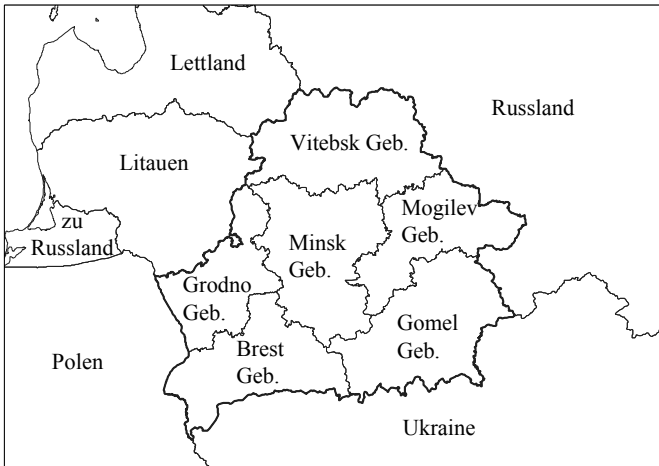 Lettland
Russland
Vitebsk Geb.
Litauen
Mogilev
Geb.
zu
Russland
Minsk
Geb.
Grodno
Geb.
Gomel
Geb.
Brest
Geb.
Polen
Ukraine